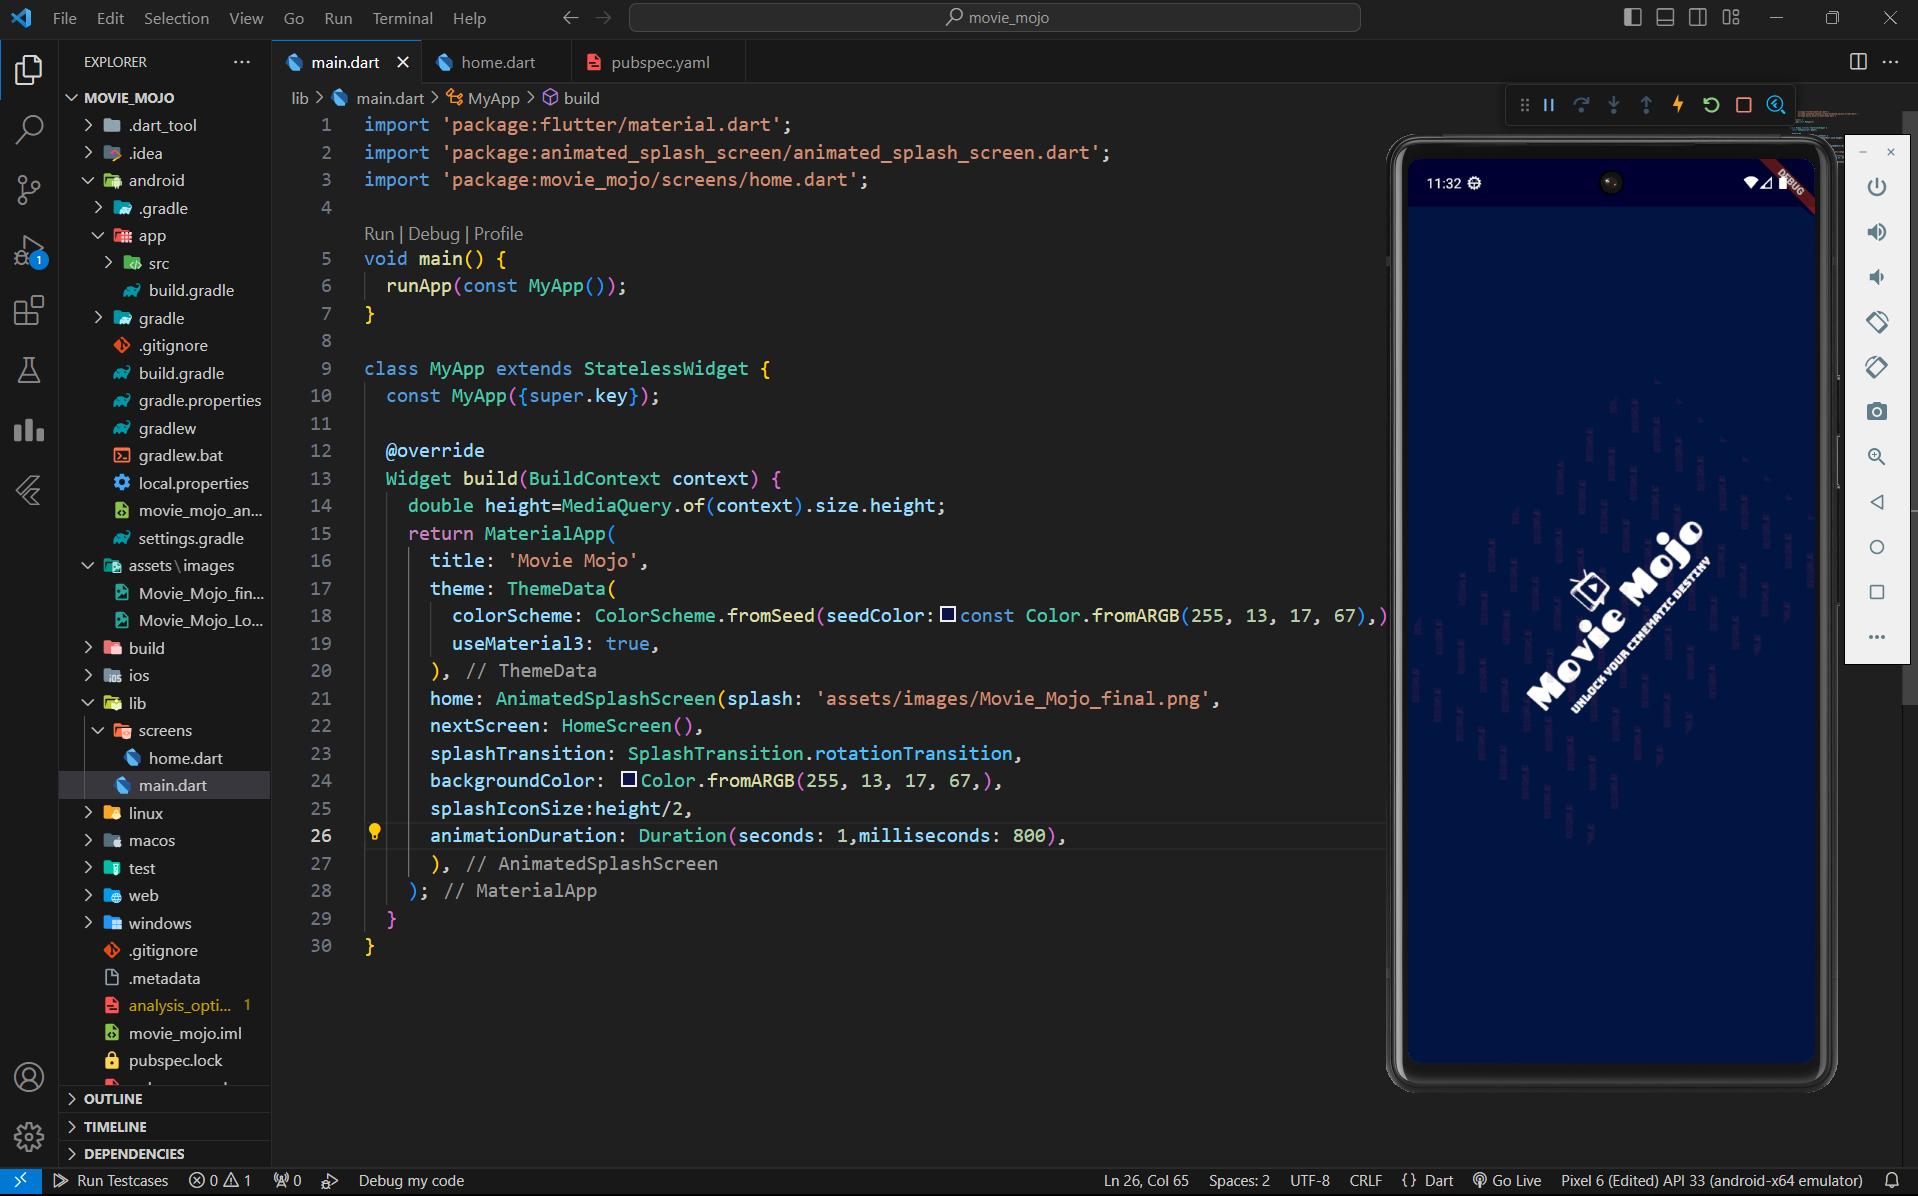 File Edit Selection View Go Run Terminal Help
movie_mojo
EXPLORER
MOVIE_MOJO
.dart_tool
.idea
android
.gradle
app
src
build.gradle
gradle
.gitignore
build.gradle
gradle.properties
gradlew
gradlew.bat
local.properties
movie_mojo_an...
settings.gradle
assets\images
Movie_Mojo_fin...
Movie_Mojo_Lo...
build
ios
lib
screens
home.dart
main.dart
linux
macos
test
web
windows
.gitignore
.metadata
analysis_opti... 1
movie_mojo.iml
pubspec.lock
OUTLINE
TIMELINE
DEPENDENCIES
main.dart home.dart pubspec.yaml
lib > main.dart > MyApp > build
1 import 'package:flutter/material.dart';
2 import 'package:animated_splash_screen/animated_splash_screen.dart';
3 import 'package:movie_mojo/screens/home.dart';
4
Run | Debug | Profile
5 void main() {
6 runApp(const MyApp());
7 }
8
9 class MyApp extends StatelessWidget {
10 const MyApp({super.key});
11
12 @override
13 Widget build(BuildContext context) {
14 double height=MediaQuery.of(context).size.height;
15 return MaterialApp(
16 title: 'Movie Mojo',
17 theme: ThemeData(
18 colorScheme: ColorScheme.fromSeed(seedColor:const Color.fromARGB(255, 13, 17, 67),)
19 useMaterial3: true,
20 ), // ThemeData
21 home: AnimatedSplashScreen(splash: 'assets/images/Movie_Mojo_final.png',
22 nextScreen: HomeScreen(),
23 splashTransition: SplashTransition.rotationTransition,
24 backgroundColor: Color.fromARGB(255, 13, 17, 67,),
25 splashIconSize:height/2,
26 animationDuration: Duration(seconds: 1,milliseconds: 800),
27 ), // AnimatedSplashScreen
28 ); // MaterialApp
29 }
30 }
11:32
DEBUG
Movie Mojo
UNLOCK YOUR CINEMATIC DESTINY
1
Run Testcases 0 1 0 Debug my code Ln 26, Col 65 Spaces: 2 UTF-8 CRLF {} Dart Go Live Pixel 6 (Edited) API 33 (android-x64 emulator)